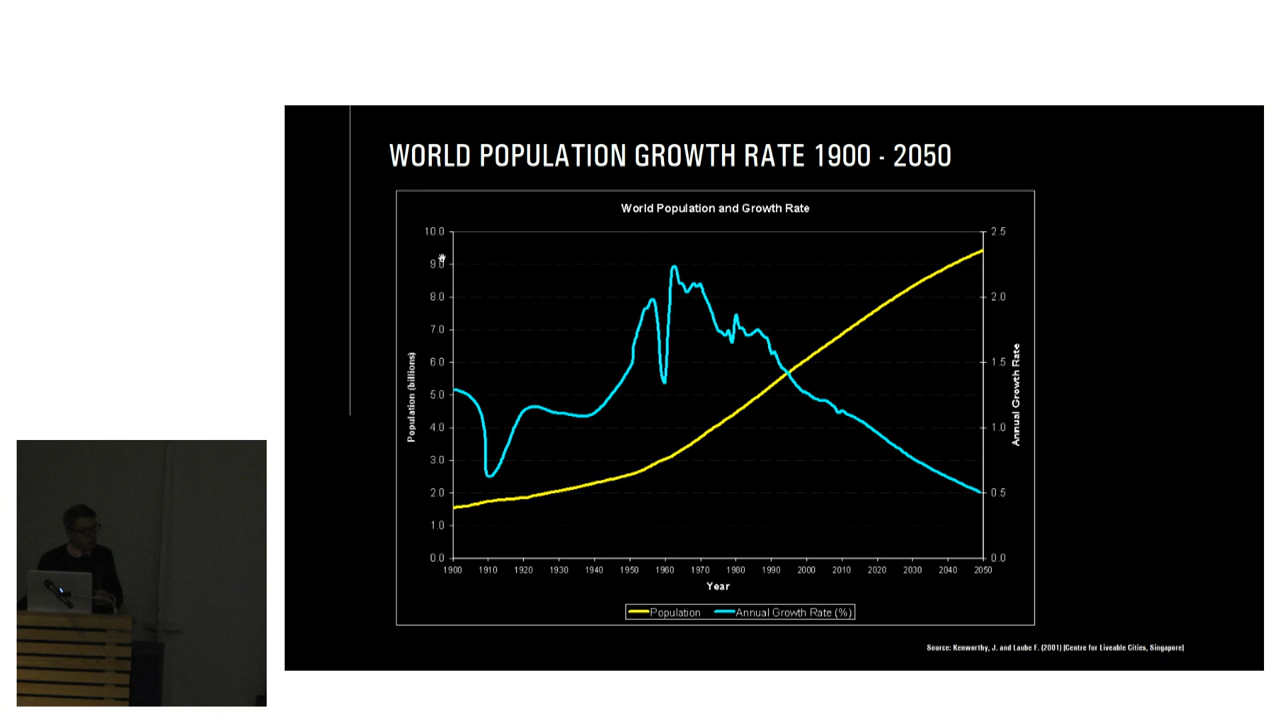 WORLD POPULATION GROWTH RATE 1900 - 2050
World Population and Growth Rate
10.0
9.0
8.0
7.0
6.0
5.0
4.0
3.0
2.0
1.0
0.0
Population (billions)
2.5
2.0
1.5
1.0
0.5
0.0
Annual Growth Rate
1900 1910 1920 1930 1940 1950 1960 1970 1980 1990 2000 2010 2020 2030 2040 2050
Year
Population Annual Growth Rate (%)
Source: Kenworthy, J. and Laube F. (2001) [Centre for Liveable Cities, Singapore]